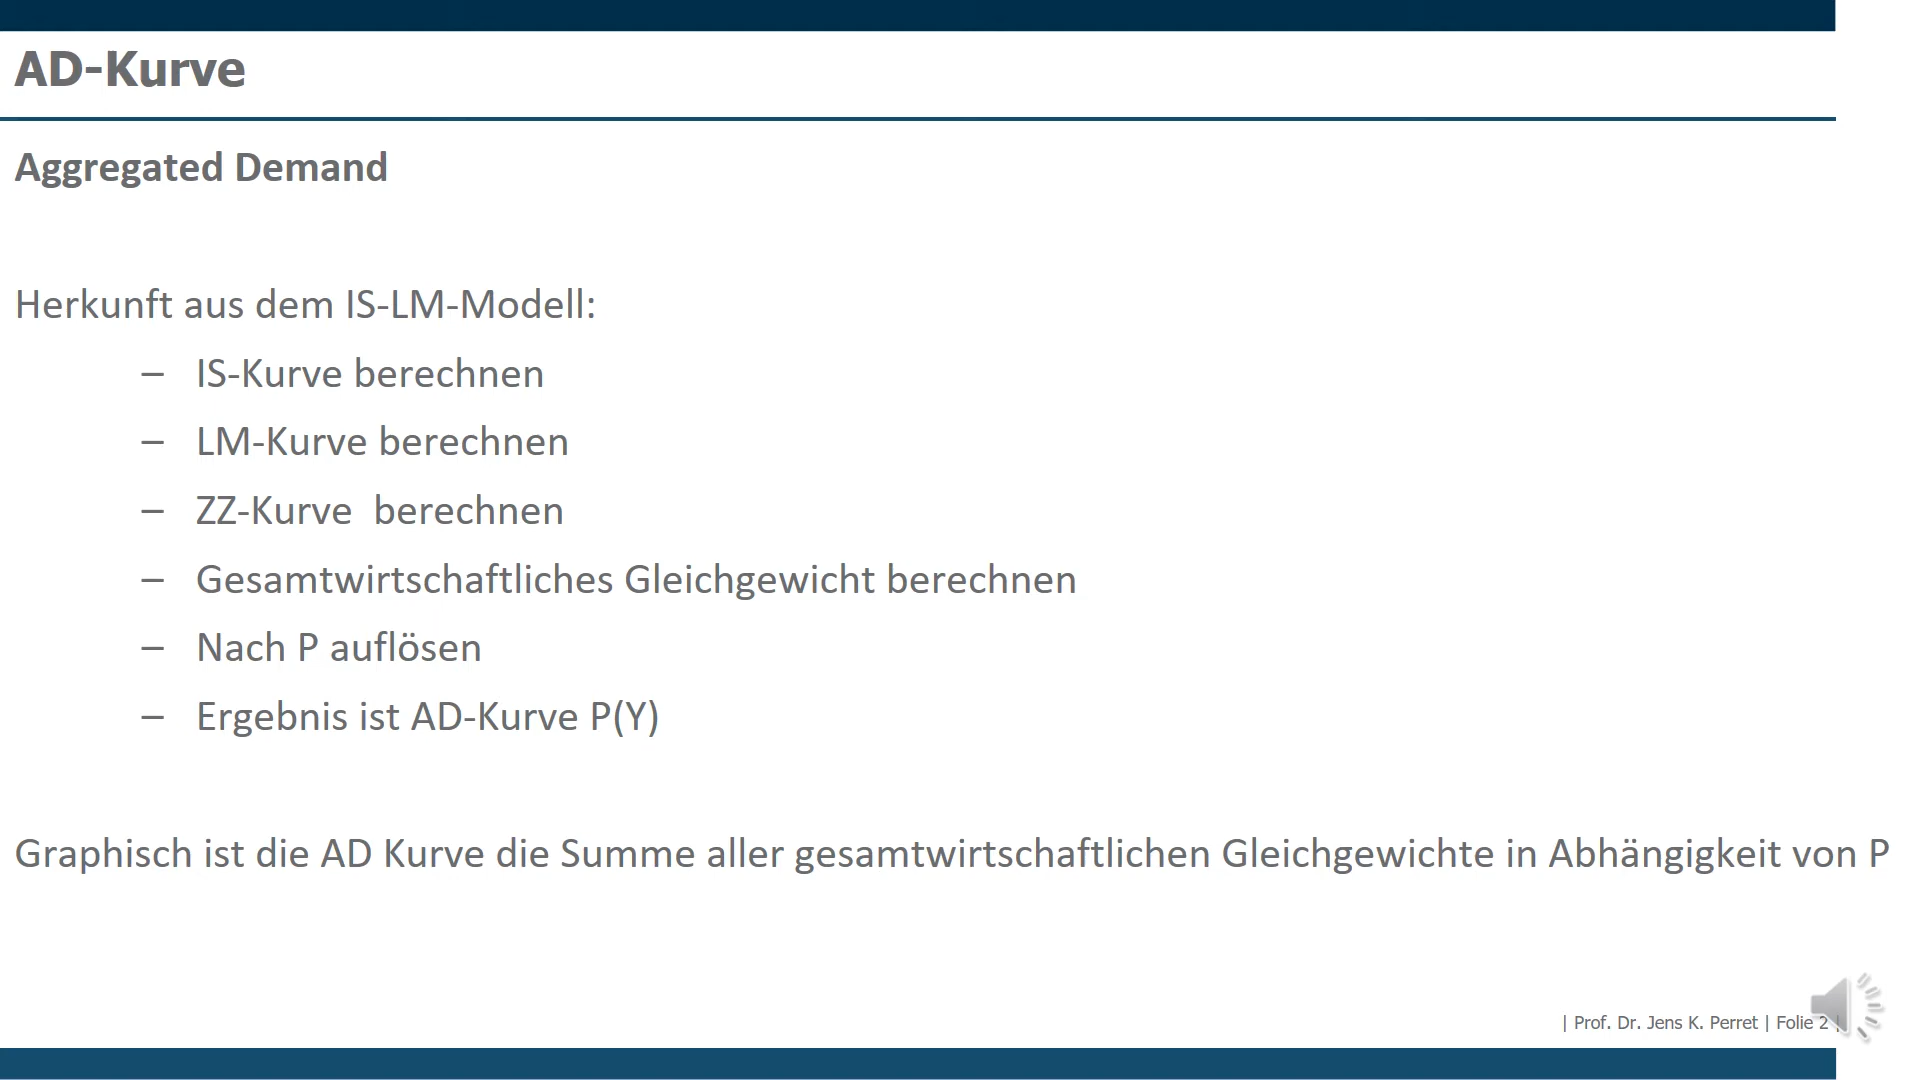 AD-Kurve
Aggregated Demand
Herkunft aus dem IS-LM-Modell:
– IS-Kurve berechnen
– LM-Kurve berechnen
– ZZ-Kurve  berechnen
– Gesamtwirtschaftliches Gleichgewicht berechnen
– Nach P auflösen
– Ergebnis ist AD-Kurve P(Y)
Graphisch ist die AD Kurve die Summe aller gesamtwirtschaftlichen Gleichgewichte in Abhängigkeit von P
| Prof. Dr. Jens K. Perret | Folie 2 |